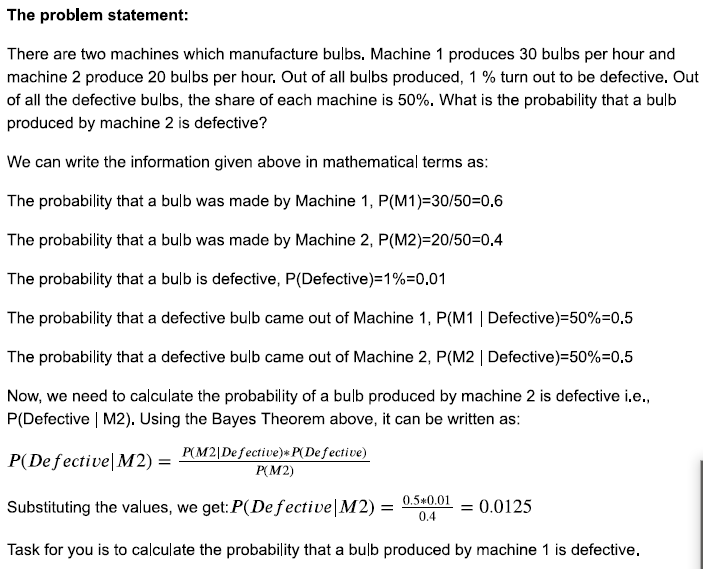 The problem statement:
There are two machines which manufacture bulbs. Machine 1 produces 30 bulbs per hour and
machine 2 produce 20 bulbs per hour. Out of all bulbs produced, 1 % turn out to be defective. Out
of all the defective bulbs, the share of each machine is 50%. What is the probability that a bulb
produced by machine 2 is defective?
We can write the information given above in mathematical terms as:
The probability that a bulb was made by Machine 1, P(M1)=30/50=0.6
The probability that a bulb was made by Machine 2, P(M2)=20/50=0.4
The probability that a bulb is defective, P(Defective)=1%=0.01
The probability that a defective bulb came out of Machine 1, P(M1 | Defective)=50%=0.5
The probability that a defective bulb came out of Machine 2, P(M2 | Defective)=50%=0.5
Now, we need to calculate the probability of a bulb produced by machine 2 is defective i.e.,
P(Defective | M2). Using the Bayes Theorem above, it can be written as:
P(Defective|M2) = P(M2|Defective)*P(Defective) / P(M2)
Substituting the values, we get:P(Defective|M2) = 0.5*0.01 / 0.4 = 0.0125
Task for you is to calculate the probability that a bulb produced by machine 1 is defective.